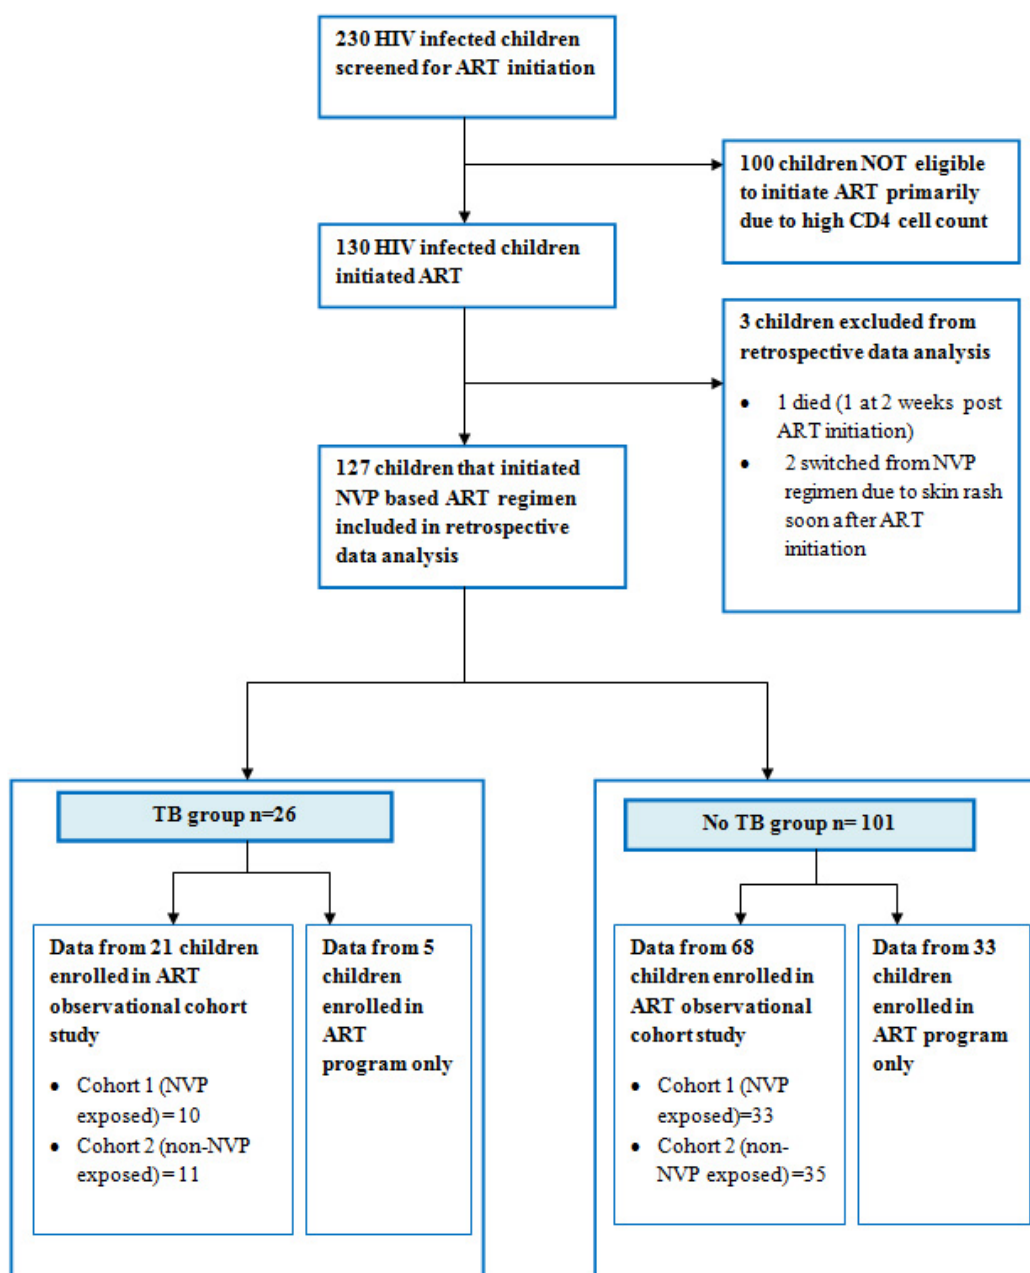 230 HIV infected children
screened for ART initiation
100 children NOT eligible
to initiate ART primarily
due to high CD4 cell count
130 HIV infected children
initiated ART
3 children excluded from
retrospective data analysis
• 1 died (1 at 2 weeks post
ART initiation)
• 2 switched from NVP
regimen due to skin rash
soon after ART
initiation
127 children that initiated
NVP based ART regimen
included in retrospective
data analysis
TB group n=26
No TB group n= 101
Data from 21 children
enrolled in ART
observational cohort
study
• Cohort 1 (NVP
exposed) = 10
• Cohort 2 (non-NVP
exposed) = 11
Data from 5
children
enrolled in
ART
program only
Data from 68
children enrolled in
ART observational
cohort study
• Cohort 1 (NVP
exposed)=33
• Cohort 2 (non-
NVP exposed) =35
Data from 33
children
enrolled in
ART program
only